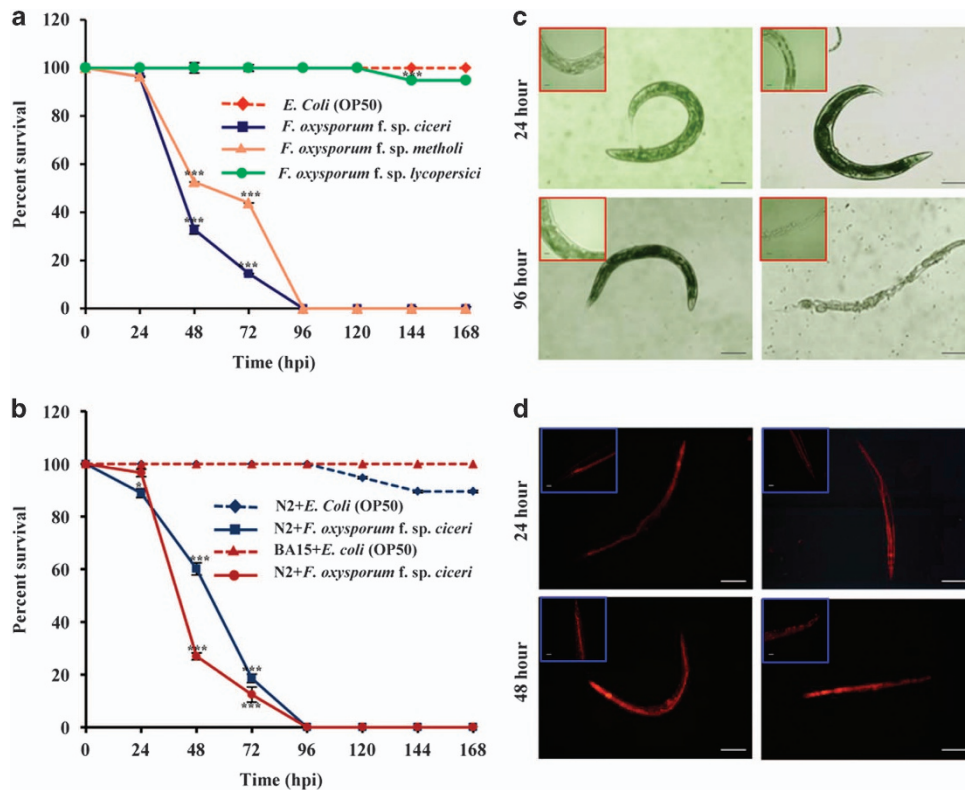 a
120
100
80
60
40
20
0
Percent survival
***
***
***
***
***
E. Coli (OP50)
F. oxysporum f. sp. ciceri
F. oxysporum f. sp. metholi
F. oxysporum f. sp. lycopersici
0 24 48 72 96 120 144 168
Time (hpi)
b
120
100
80
60
40
20
0
Percent survival
*
***
***
***
***
N2+E. Coli (OP50)
N2+F. oxysporum f. sp. ciceri
BA15+E. coli (OP50)
N2+F. oxysporum f. sp. ciceri
0 24 48 72 96 120 144 168
Time (hpi)
c
24 hour
96 hour
d
24 hour
48 hour